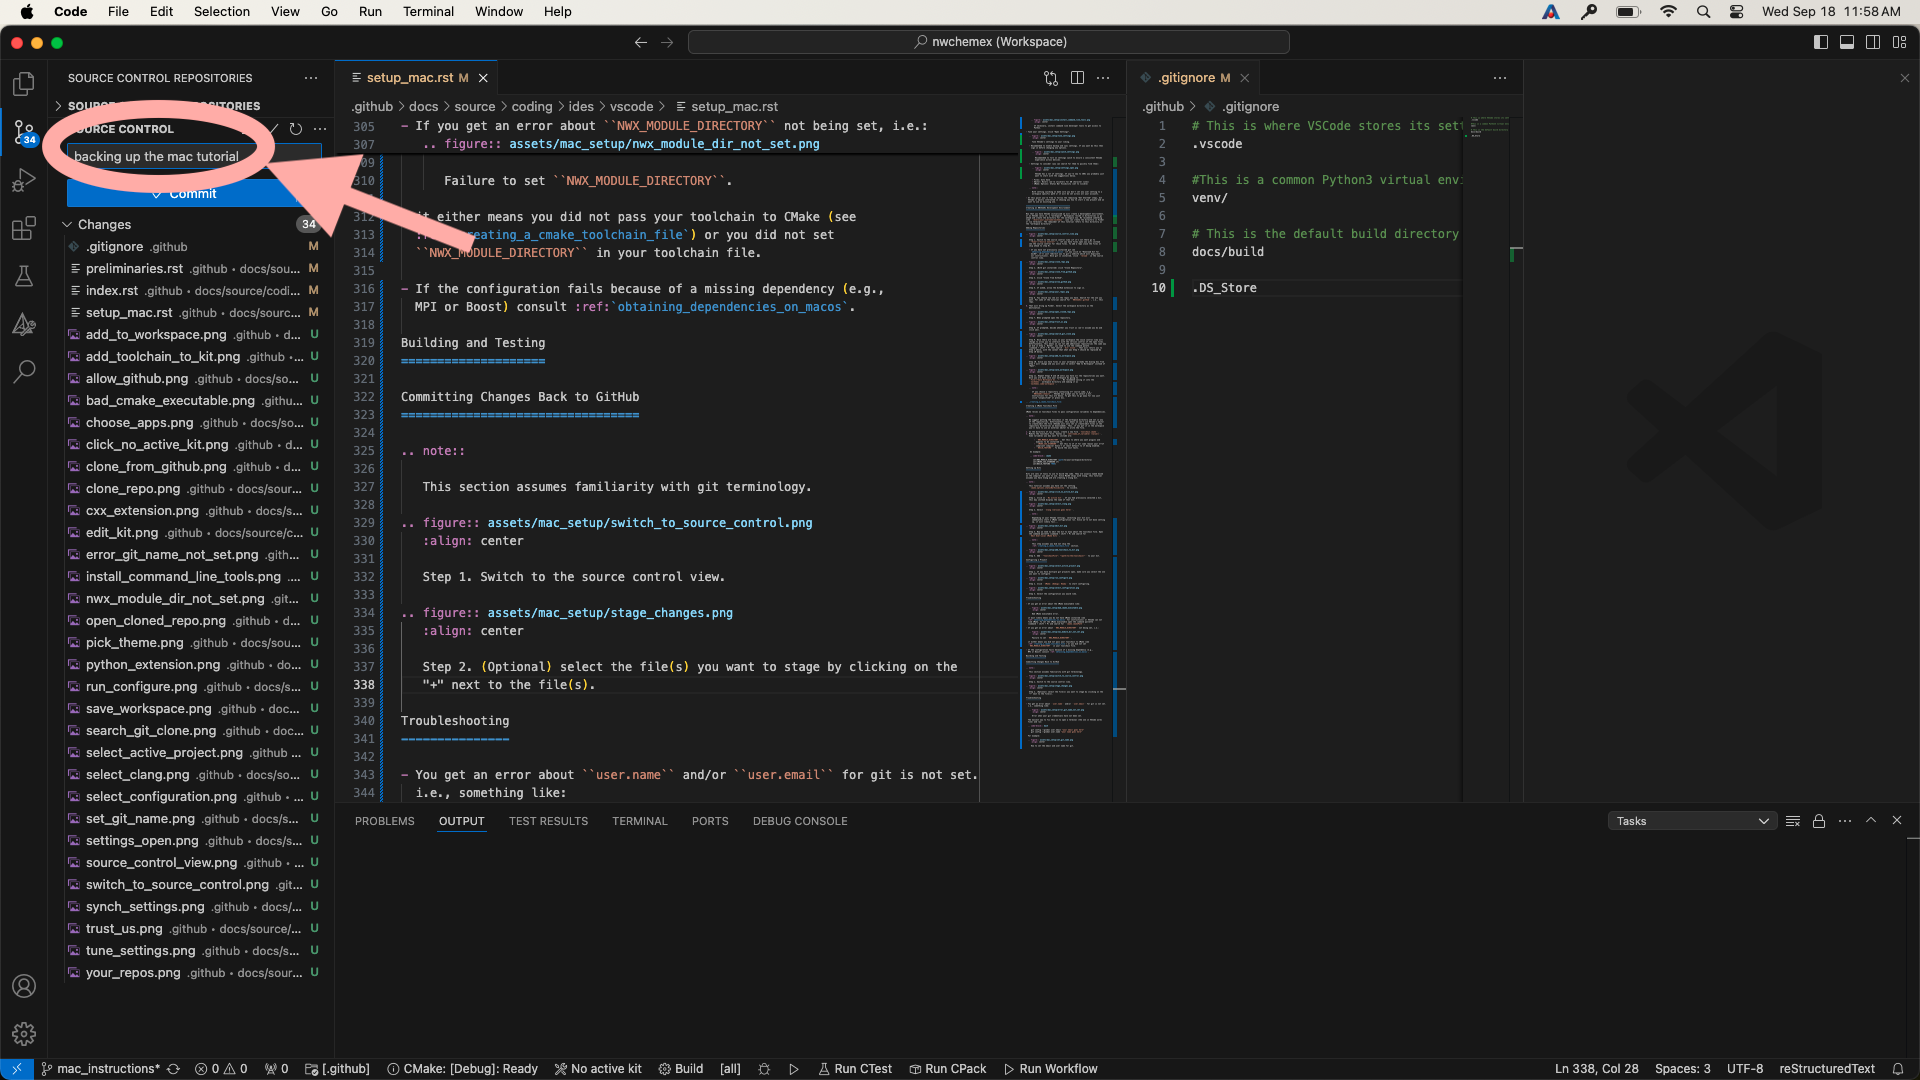 Code File Edit Selection View Go Run Terminal Window Help
Wed Sep 18 11:58 AM
nwchemex (Workspace)
SOURCE CONTROL REPOSITORIES
34
CONTROL
backing up the mac tutorial
Commit
Changes 34
.gitignore .github M
preliminaries.rst .github • docs/sou... M
index.rst .github • docs/source/codi... M
setup_mac.rst .github • docs/sourc... M
add_to_workspace.png .github • d... U
add_toolchain_to_kit.png .github •... U
allow_github.png .github • docs/so... U
bad_cmake_executable.png .githu... U
choose_apps.png .github • docs/so... U
click_no_active_kit.png .github • d... U
clone_from_github.png .github • d... U
clone_repo.png .github • docs/sour... U
cxx_extension.png .github • docs/s... U
edit_kit.png .github • docs/source/c... U
error_git_name_not_set.png .gith... U
install_command_line_tools.png .... U
nwx_module_dir_not_set.png .git... U
open_cloned_repo.png .github • d... U
pick_theme.png .github • docs/sou... U
python_extension.png .github • do... U
run_configure.png .github • docs/s... U
save_workspace.png .github • doc... U
search_git_clone.png .github • doc... U
select_active_project.png .github ... U
select_clang.png .github • docs/so... U
select_configuration.png .github •... U
set_git_name.png .github • docs/s... U
settings_open.png .github • docs/... U
source_control_view.png .github •... U
switch_to_source_control.png .git... U
synch_settings.png .github • docs/... U
trust_us.png .github • docs/source/... U
tune_settings.png .github • docs/s... U
your_repos.png .github • docs/sour... U
setup_mac.rst M
.github > docs > source > coding > ides > vscode > setup_mac.rst
305 - If you get an error about ``NWX_MODULE_DIRECTORY`` not being set, i.e.:
307 .. figure:: assets/mac_setup/nwx_module_dir_not_set.png
310 Failure to set ``NWX_MODULE_DIRECTORY``.
312 either means you did not pass your toolchain to CMake (see
313 reating_a_cmake_toolchain_file`) or you did not set
314 ``NWX_MODULE_DIRECTORY`` in your toolchain file.
315
316 - If the configuration fails because of a missing dependency (e.g.,
317 MPI or Boost) consult :ref:`obtaining_dependencies_on_macos`.
318
319 Building and Testing
320 ====================
321
322 Committing Changes Back to GitHub
323 =================================
324
325 .. note::
326
327 This section assumes familiarity with git terminology.
328
329 .. figure:: assets/mac_setup/switch_to_source_control.png
330 :align: center
331
332 Step 1. Switch to the source control view.
333
334 .. figure:: assets/mac_setup/stage_changes.png
335 :align: center
336
337 Step 2. (Optional) select the file(s) you want to stage by clicking on the
338 "+" next to the file(s).
339
340 Troubleshooting
341 ===============
342
343 - You get an error about ``user.name`` and/or ``user.email`` for git is not set.
344 i.e., something like:
.gitignore M
.github > .gitignore
1 # This is where VSCode stores its set
2 .vscode
3
4 #This is a common Python3 virtual envi
5 venv/
6
7 # This is the default build directory
8 docs/build
9
10 .DS_Store
PROBLEMS OUTPUT TEST RESULTS TERMINAL PORTS DEBUG CONSOLE
Tasks
mac_instructions* 0 0 0 [.github] CMake: [Debug]: Ready No active kit Build [all] Run CTest Run CPack Run Workflow
Ln 338, Col 28 Spaces: 3 UTF-8 reStructuredText